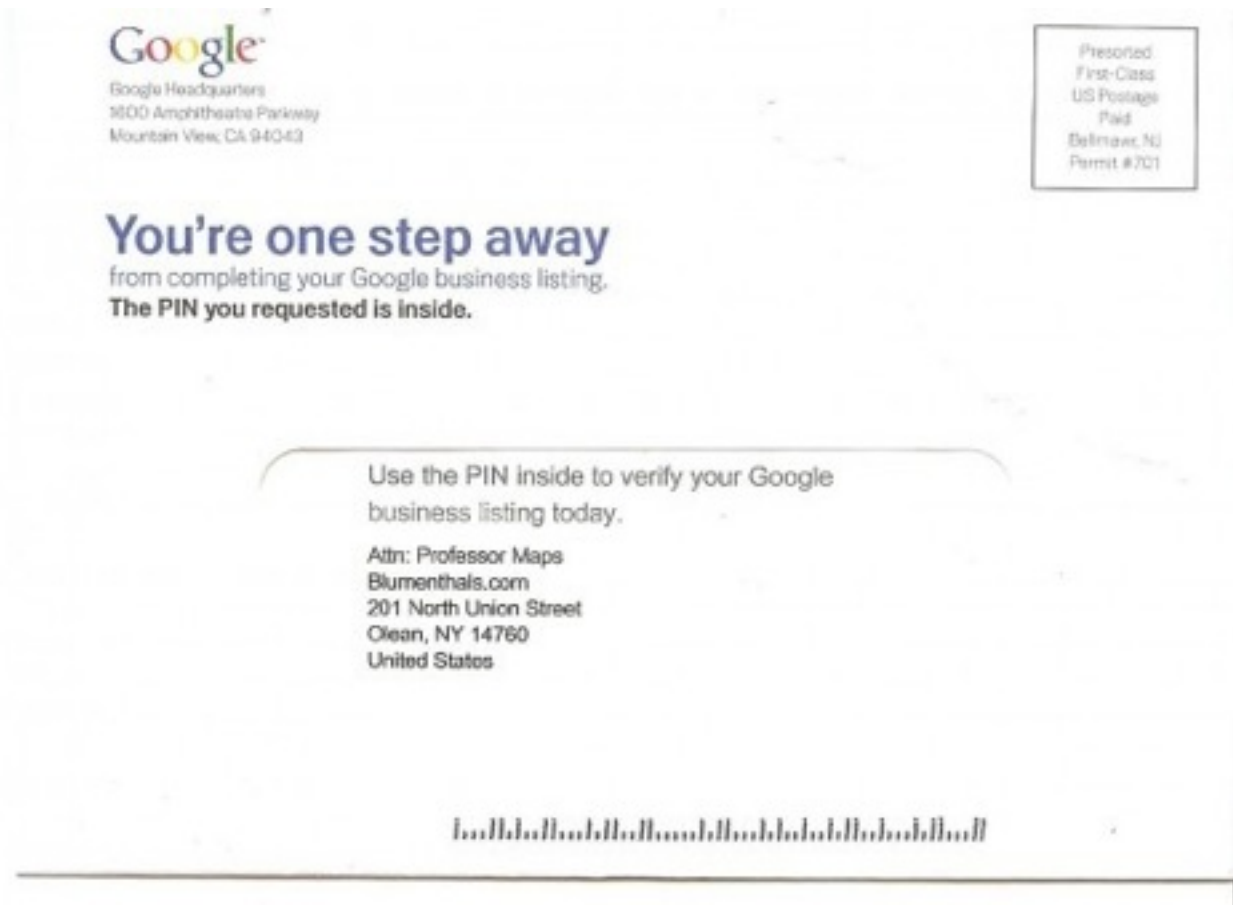 Google
Google Headquarters
1600 Amphitheatre Parkway
Mountain View, CA 94043
Presorted
First-Class
US Postage
Paid
Bellmawr, NJ
Permit #701
You're one step away
from completing your Google business listing.
The PIN you requested is inside.
Use the PIN inside to verify your Google
business listing today.
Attn: Professor Maps
Blumenthals.com
201 North Union Street
Olean, NY 14760
United States